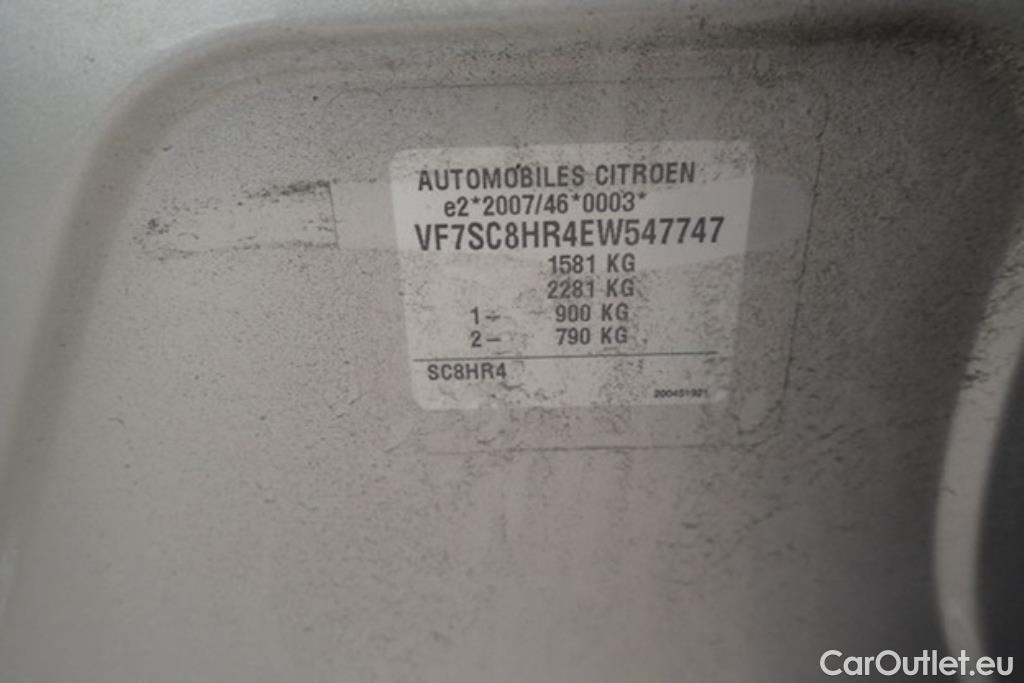 AUTOMOBILES CITROEN
e2*2007/46*0003*
VF7SC8HR4EW547747
1581 KG
2281 KG
1- 900 KG
2- 790 KG
SC8HR4
200451921
CarOutlet.eu